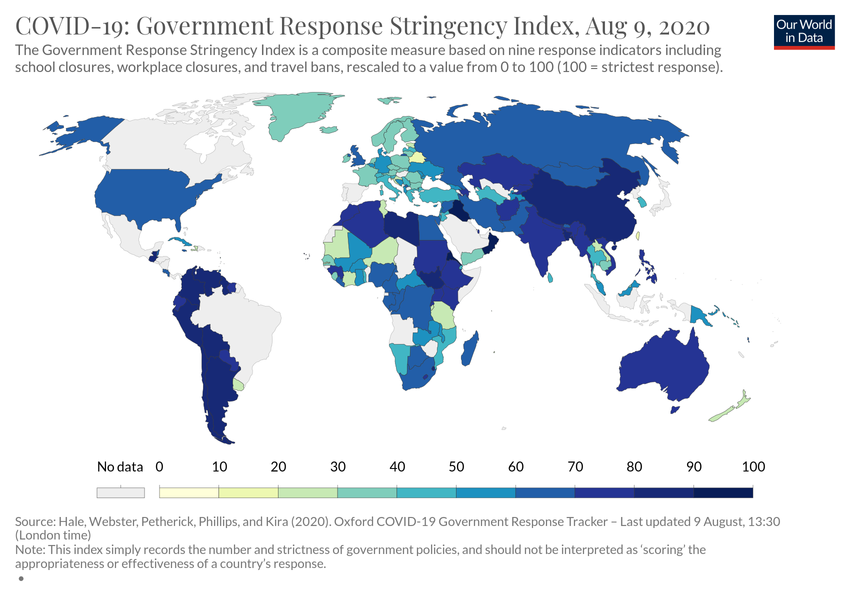 COVID-19: Government Response Stringency Index, Aug 9, 2020
Our World
in Data
The Government Response Stringency Index is a composite measure based on nine response indicators including
school closures, workplace closures, and travel bans, rescaled to a value from 0 to 100 (100 = strictest response).
No data 0 10 20 30 40 50 60 70 80 90 100
Source: Hale, Webster, Petherick, Phillips, and Kira (2020). Oxford COVID-19 Government Response Tracker – Last updated 9 August, 13:30
(London time)
Note: This index simply records the number and strictness of government policies, and should not be interpreted as ‘scoring’ the
appropriateness or effectiveness of a country's response.